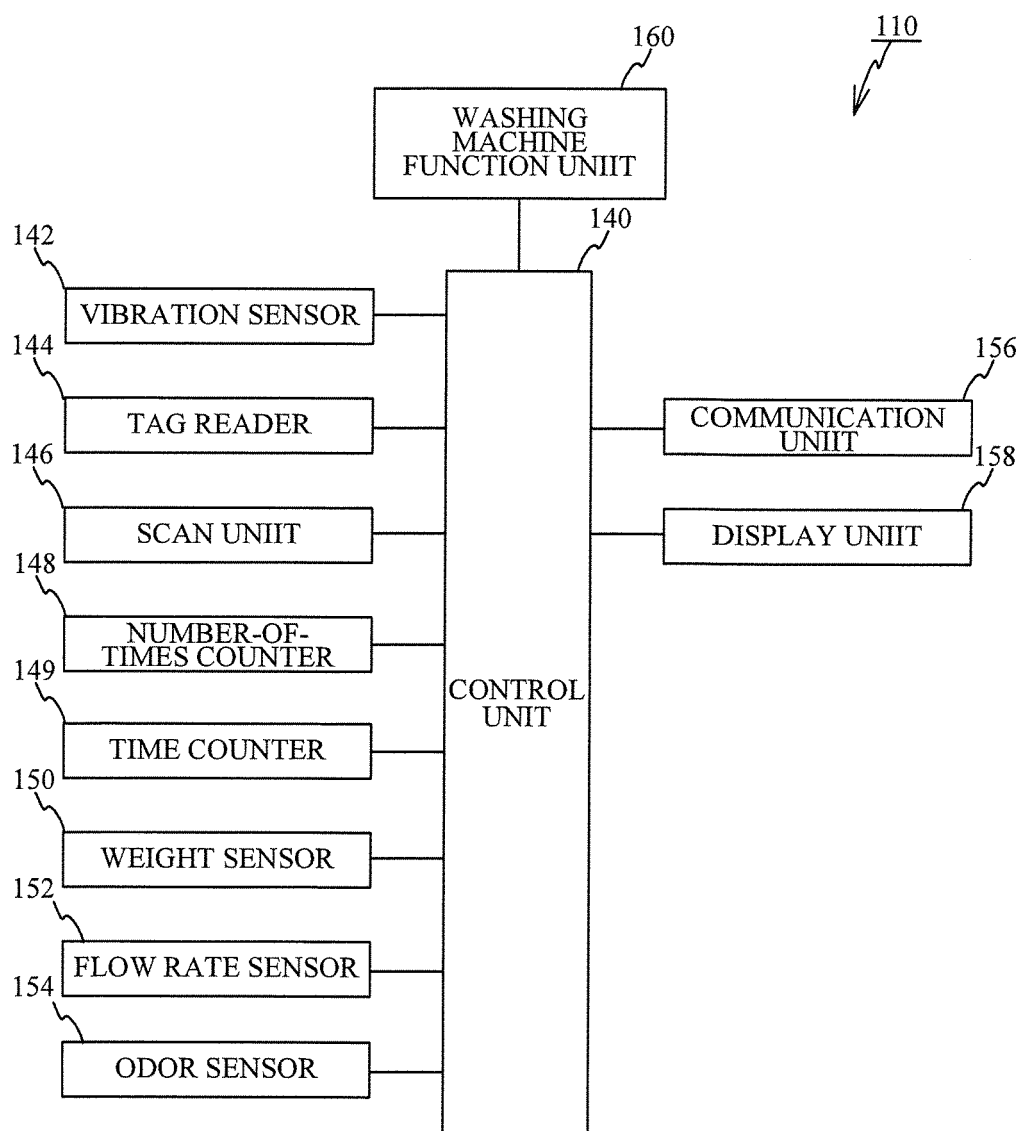 110
160
WASHING
MACHINE
FUNCTION UNIIT
140
142
VIBRATION SENSOR
144
TAG READER
146
SCAN UNIIT
148
NUMBER-OF-
TIMES COUNTER
149
TIME COUNTER
150
WEIGHT SENSOR
152
FLOW RATE SENSOR
154
ODOR SENSOR
CONTROL
UNIT
156
COMMUNICATION
UNIIT
158
DISPLAY UNIIT